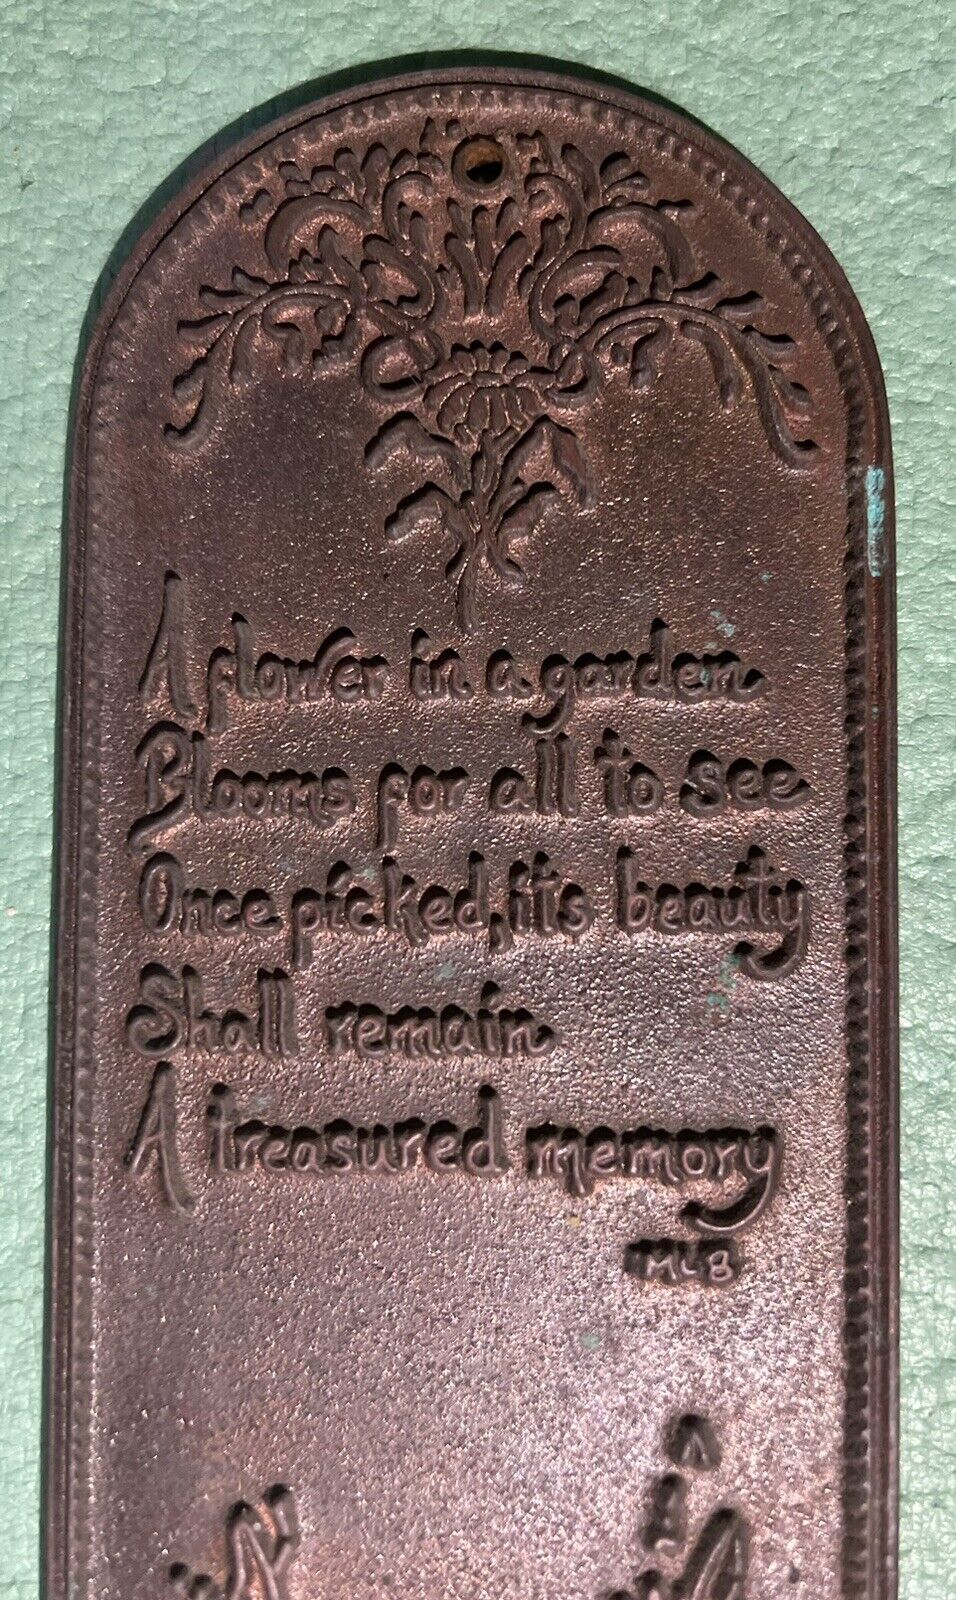 A flower in a garden
Blooms for all to see
Once picked, its beauty
Shall remain
A treasured memory
MLB